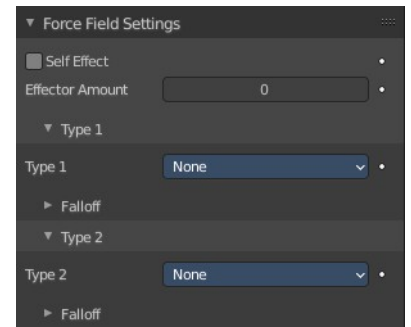 Force Field Settings
Self Effect
Effector Amount 0
Type 1
Type 1 None
Falloff
Type 2
Type 2 None
Falloff